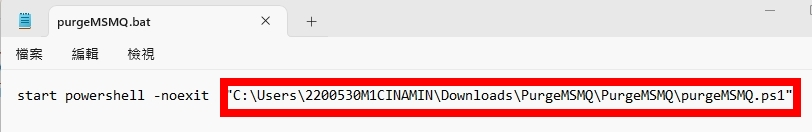 purgeMSMQ.bat
檔案 編輯 檢視
start powershell -noexit "C:\Users\2200530M1CINAMIN\Downloads\PurgeMSMQ\PurgeMSMQ\purgeMSMQ.ps1"